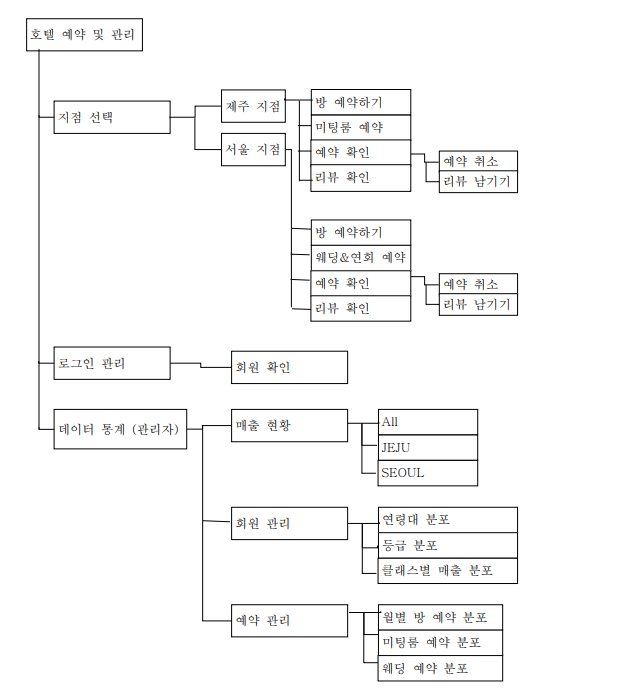 호텔 예약 및 관리
지점 선택
제주 지점
방 예약하기
미팅룸 예약
예약 확인
예약 취소
리뷰 남기기
리뷰 확인
서울 지점
방 예약하기
웨딩&연회 예약
예약 확인
예약 취소
리뷰 남기기
리뷰 확인
로그인 관리
회원 확인
데이터 통계 (관리자)
매출 현황
All
JEJU
SEOUL
회원 관리
연령대 분포
등급 분포
클래스별 매출 분포
예약 관리
월별 방 예약 분포
미팅룸 예약 분포
웨딩 예약 분포